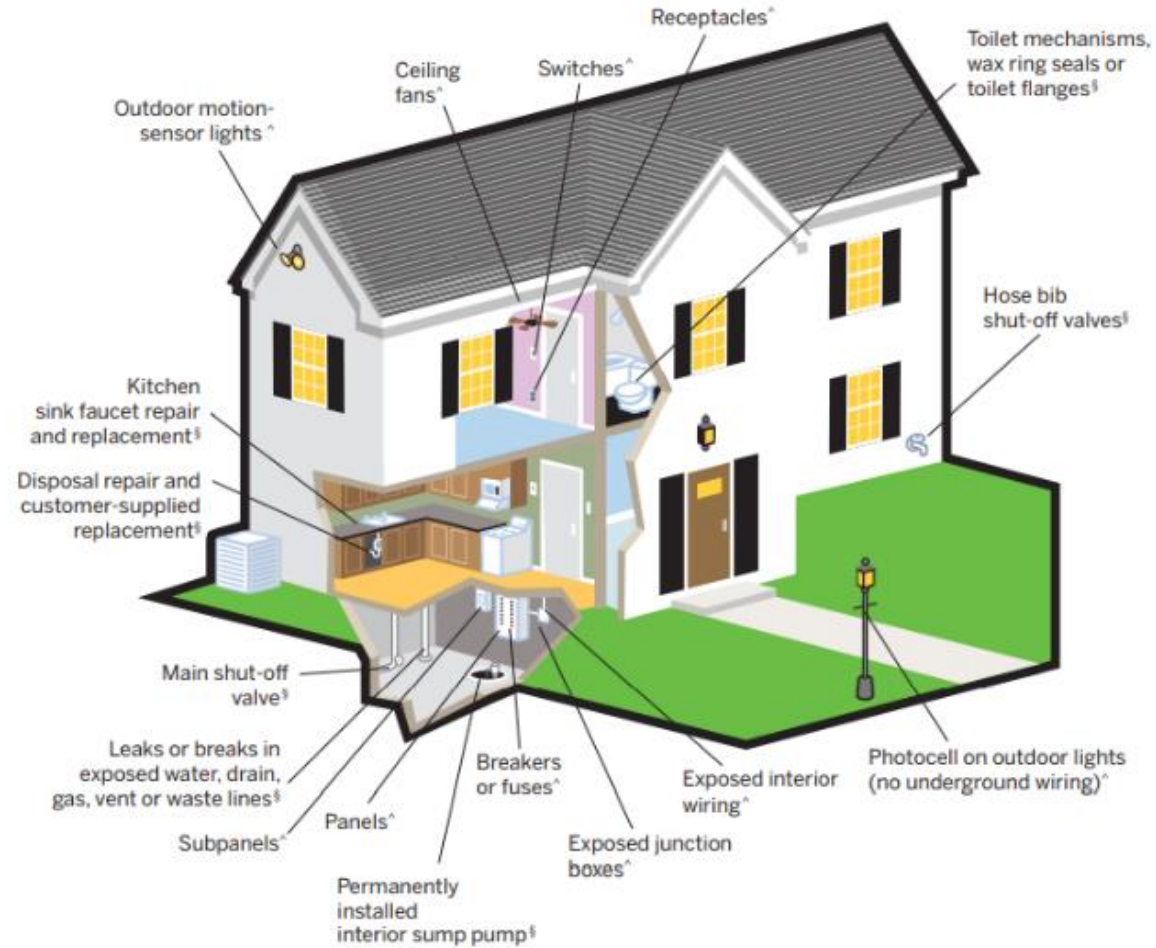 Receptacles^
Switches^
Ceiling
fans^
Outdoor motion-
sensor lights ^
Toilet mechanisms,
wax ring seals or
toilet flanges§
Hose bib
shut-off valves§
Kitchen
sink faucet repair
and replacement§
Disposal repair and
customer-supplied
replacement§
Main shut-off
valve§
Leaks or breaks in
exposed water, drain,
gas, vent or waste lines§
Subpanels^
Panels^
Permanently
installed
interior sump pump§
Breakers
or fuses^
Exposed junction
boxes^
Exposed interior
wiring^
Photocell on outdoor lights
(no underground wiring)^